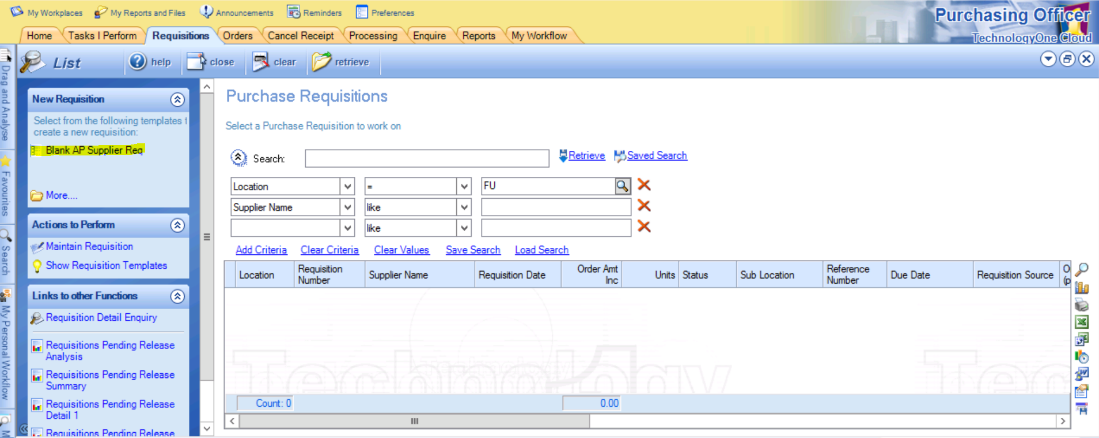 My Workplaces My Reports and Files Announcements Reminders Preferences
Purchasing Officer
TechnologyOne Cloud
Home Tasks I Perform Requisitions Orders Cancel Receipt Processing Enquire Reports My Workflow
List help close clear retrieve
Drag and Analyse
Favourites
Search
My Personal Workflow
M
New Requisition
Select from the following templates t
create a new requisition:
Blank AP Supplier Req
More....
Actions to Perform
Maintain Requisition
Show Requisition Templates
Links to other Functions
Requisition Detail Enquiry
Requisitions Pending Release
Analysis
Requisitions Pending Release
Summary
Requisitions Pending Release
Detail 1
Requisitions Pending Release
Purchase Requisitions
Select a Purchase Requisition to work on
Search: Retrieve Saved Search
Location = FU
Supplier Name like
like
Add Criteria Clear Criteria Clear Values Save Search Load Search
Location Requisition Number Supplier Name Requisition Date Order Amt Inc Units Status Sub Location Reference Number Due Date Requisition Source O (p
Technology
Techn
Count: 0 0.00